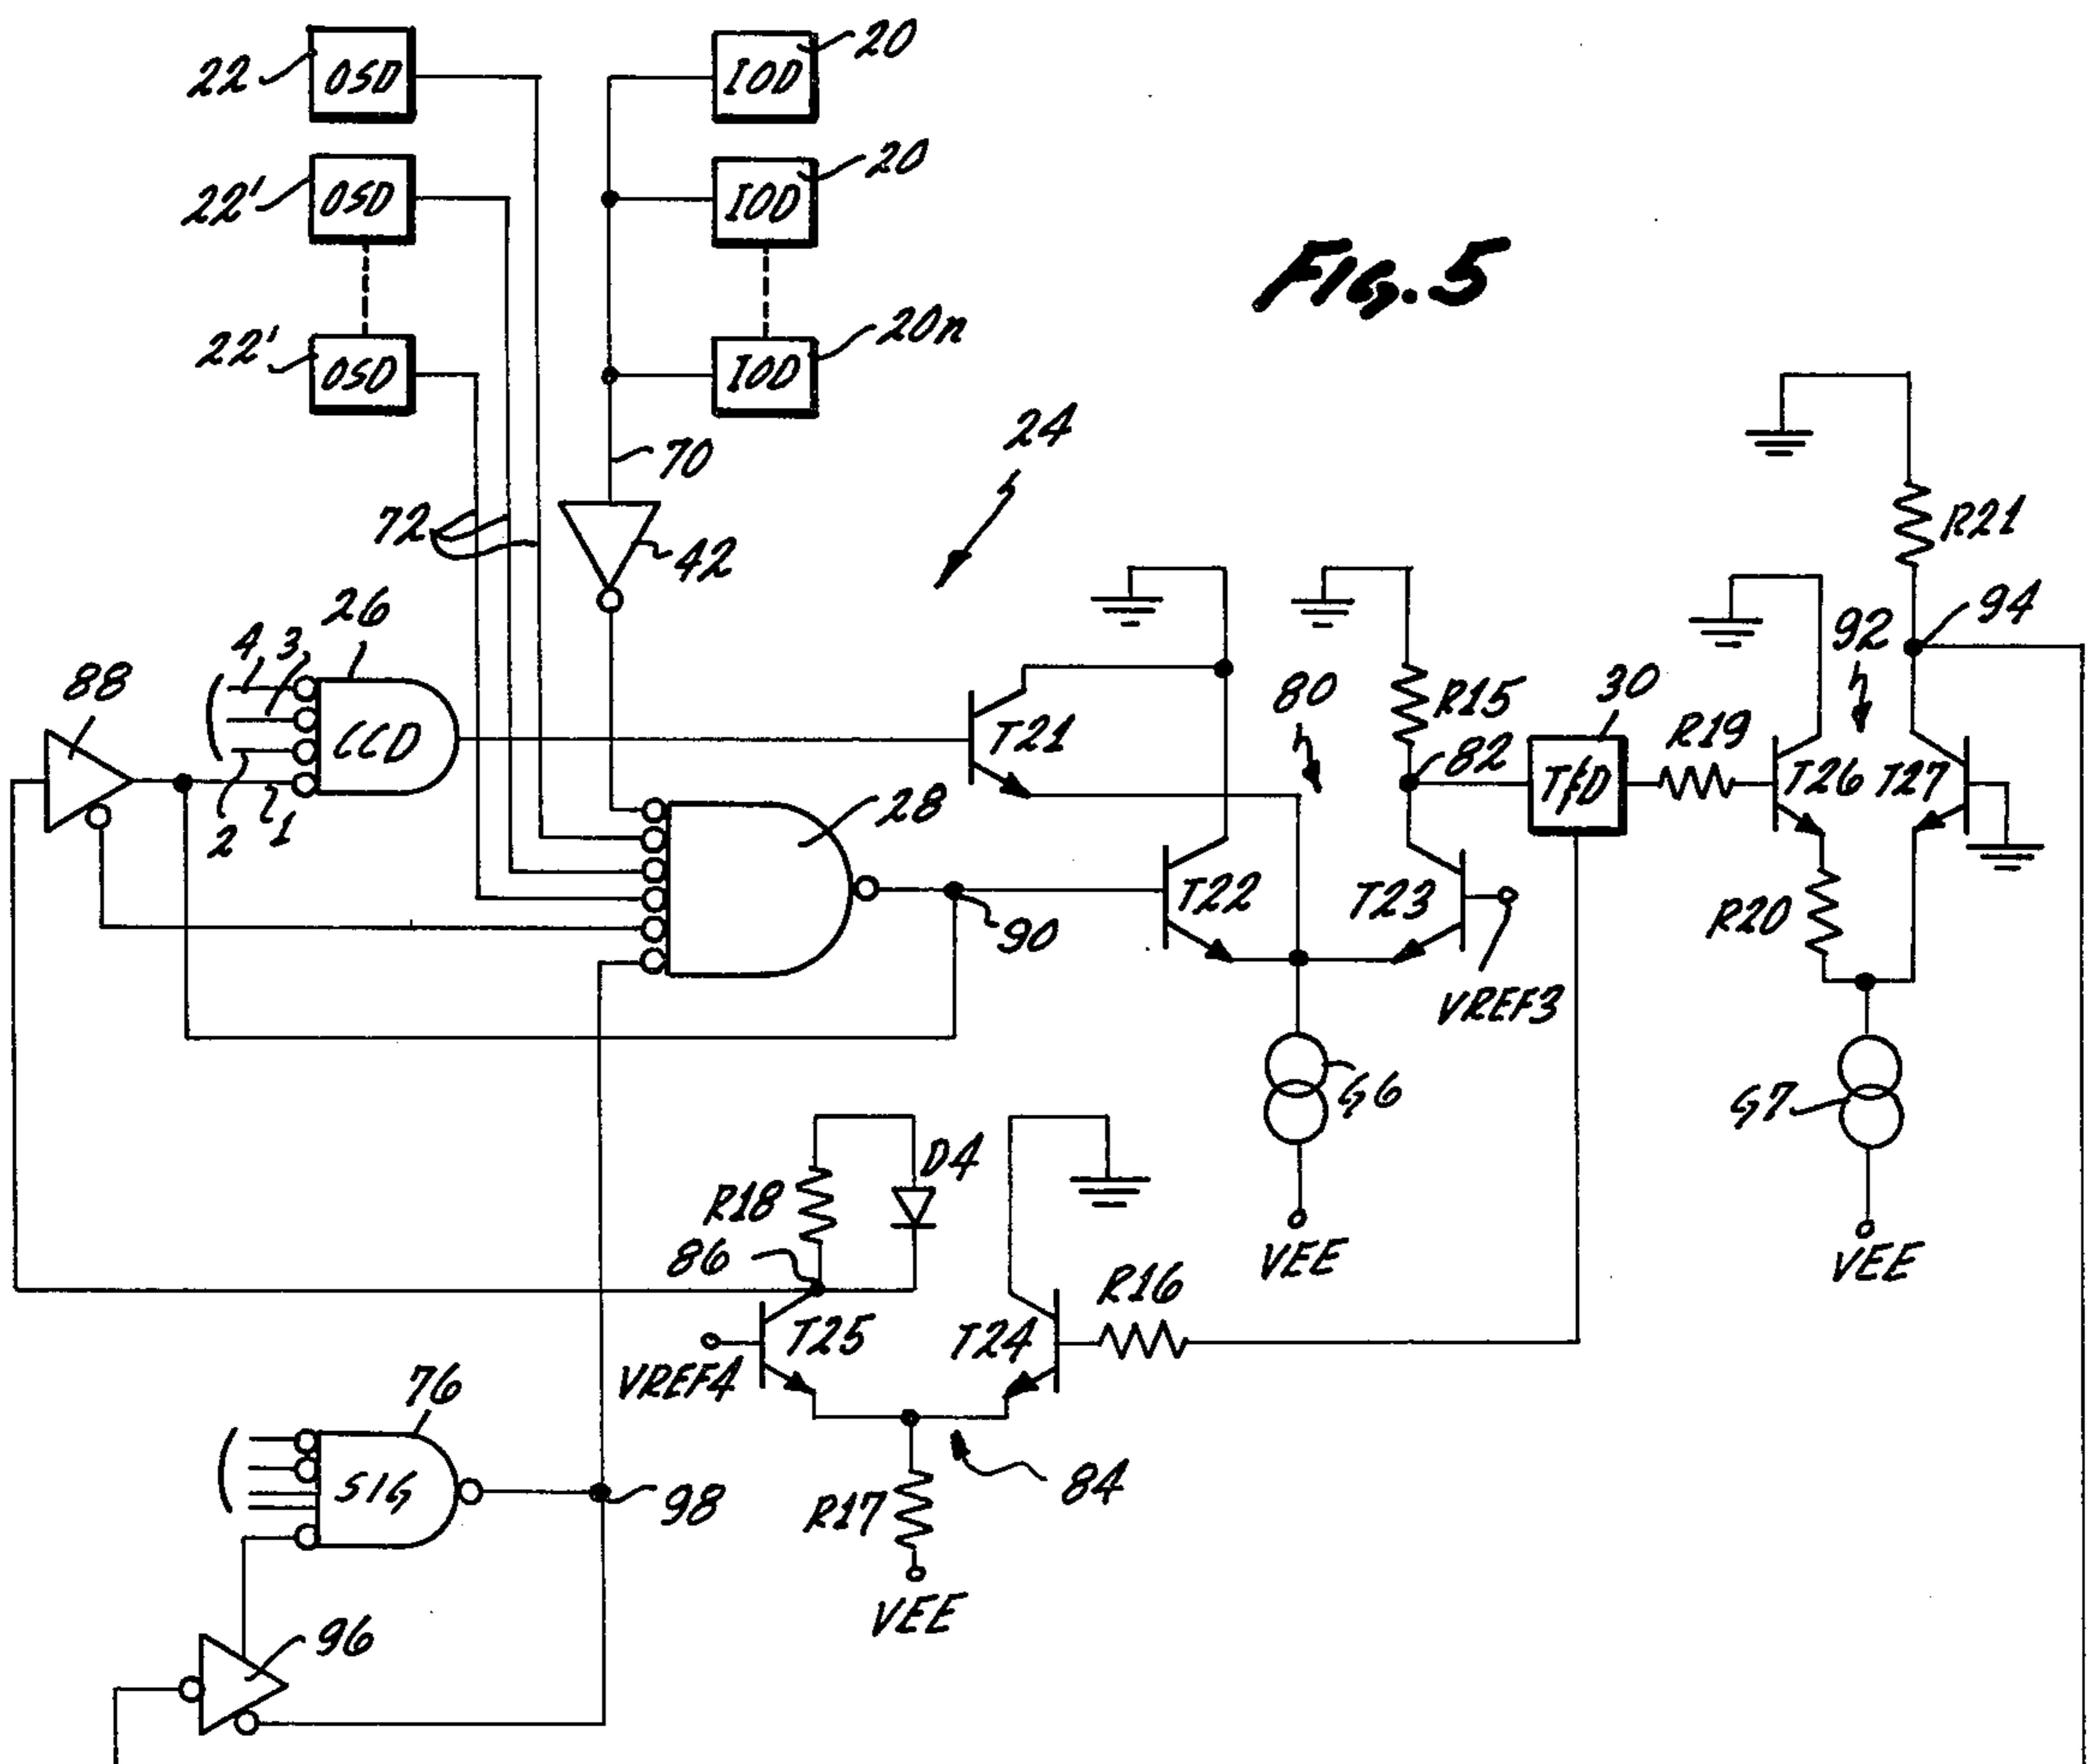 22
OSD
IOD
20
22'
OSD
IOD
20
FIG. 5
22'
OSD
IOD
20n
24
70
72
42
R21
26
4
3
88
CCD
T21
80
R15
82
30
TfD
R19
92
94
T26
T27
2
1
28
90
T22
T23
VREF3
R20
G6
G7
D4
R18
86
VEE
VEE
R16
T25
T24
VREF4
76
SIG
98
R17
84
VEE
96